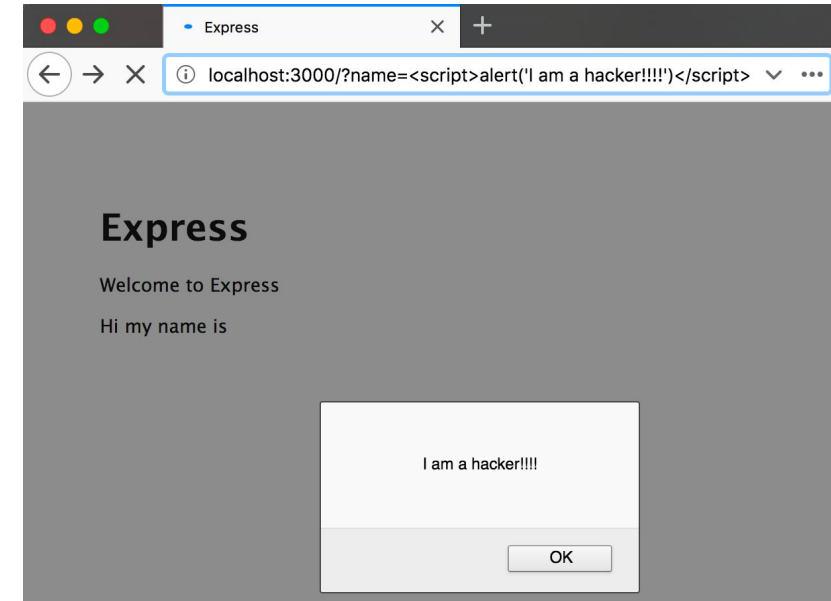 Express
localhost:3000/?name=<script>alert('I am a hacker!!!!')</script>
Express
Welcome to Express
Hi my name is
I am a hacker!!!!
OK